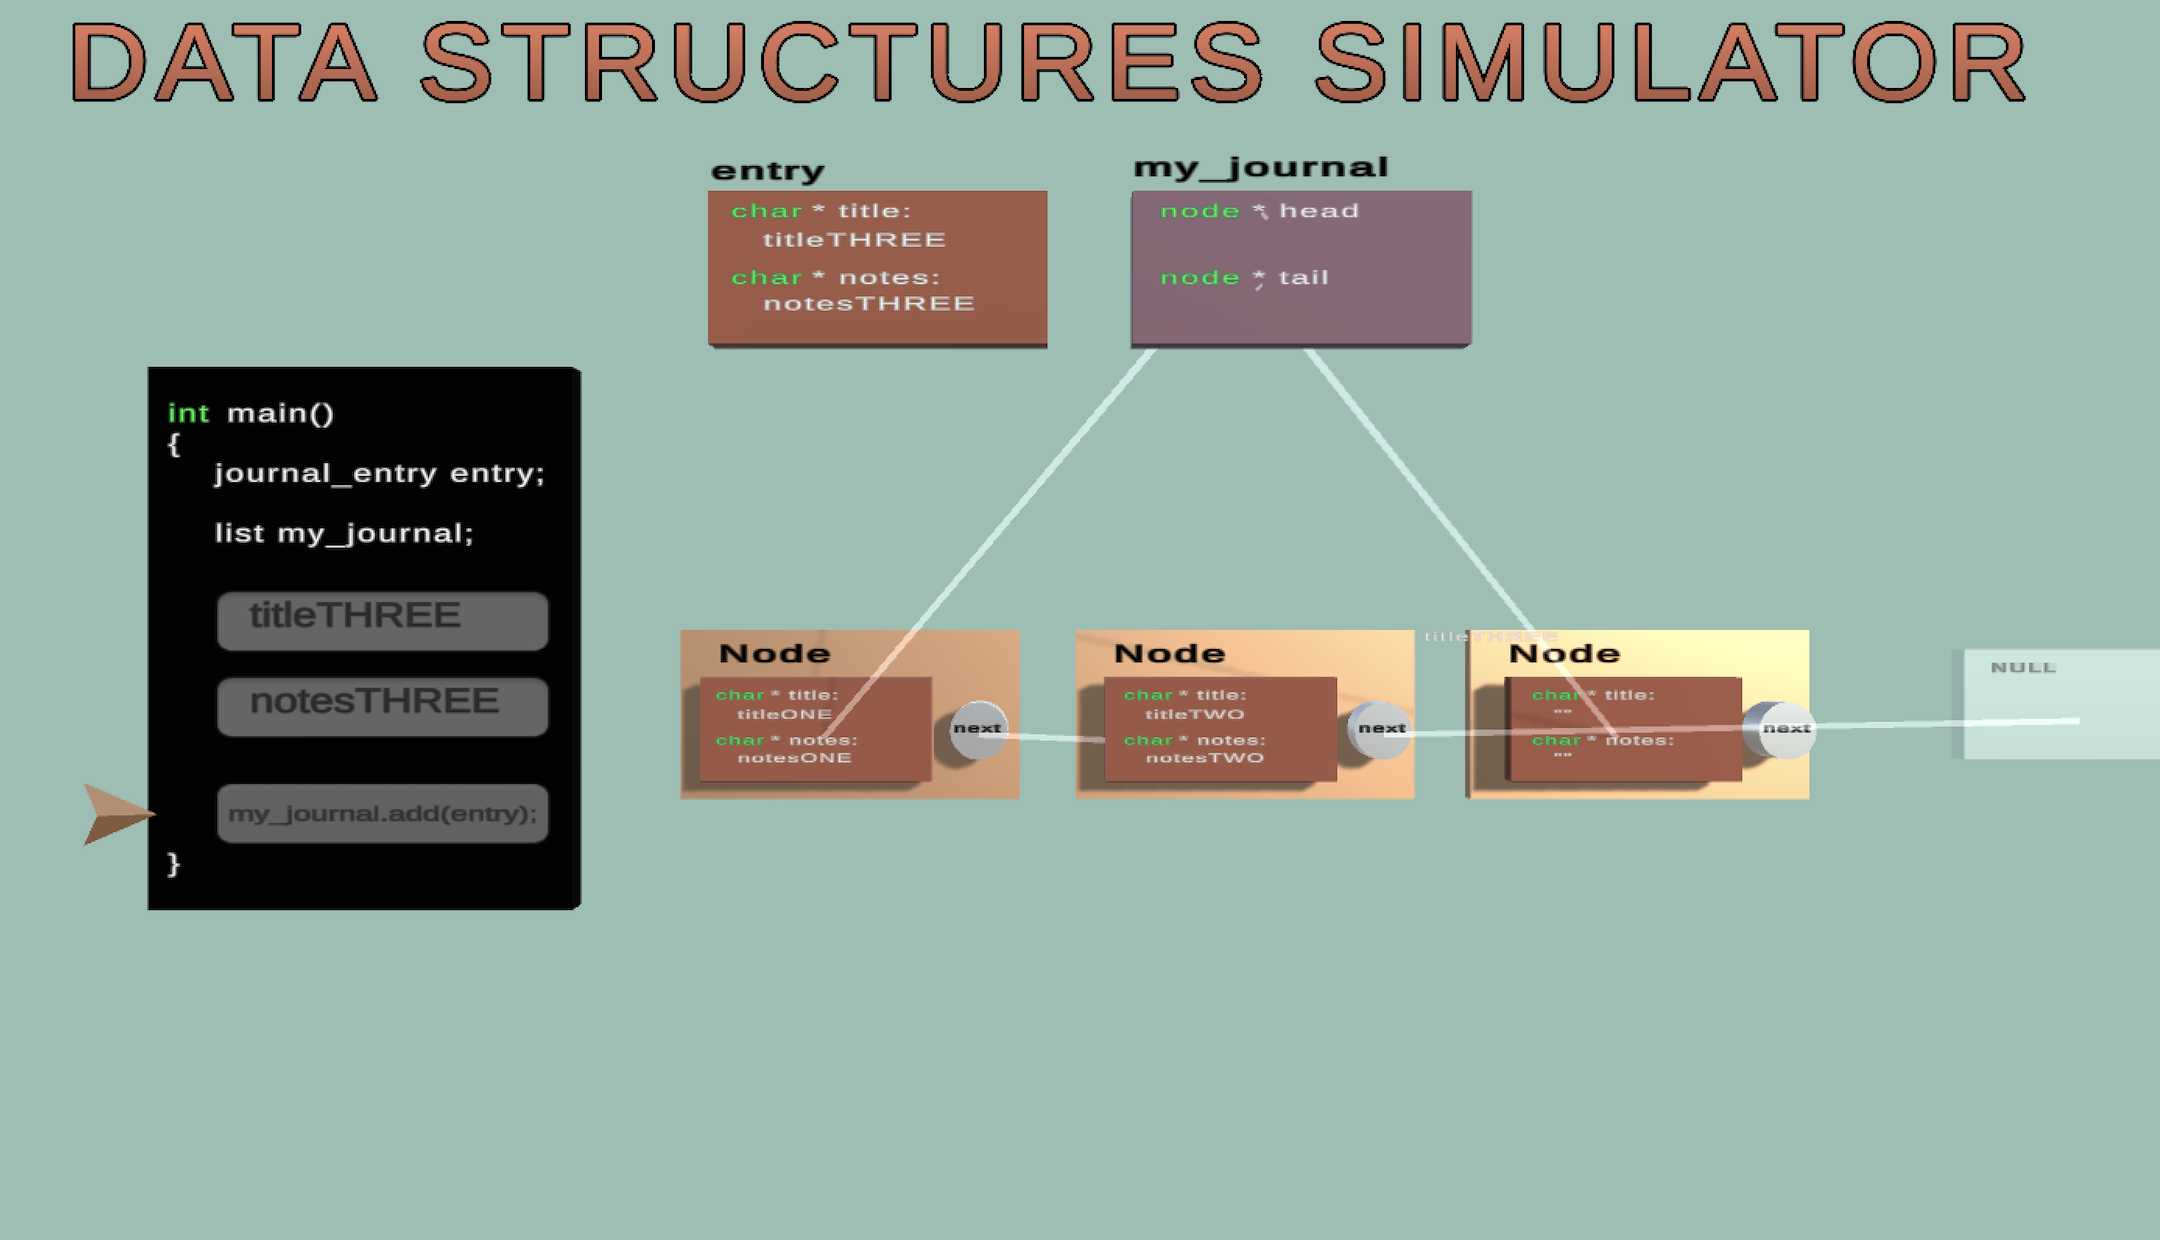 DATA STRUCTURES SIMULATOR
entry
char * title:
titleTHREE
char * notes:
notesTHREE
my_journal
node * head
node * tail
int main()
{
journal_entry entry;
list my_journal;
titleTHREE
notesTHREE
my_journal.add(entry);
}
Node
char * title:
titleONE
char * notes:
notesONE
next
Node
char * title:
titleTWO
char * notes:
notesTWO
next
titleTHREE
Node
char * title:
""
char * notes:
""
next
NULL